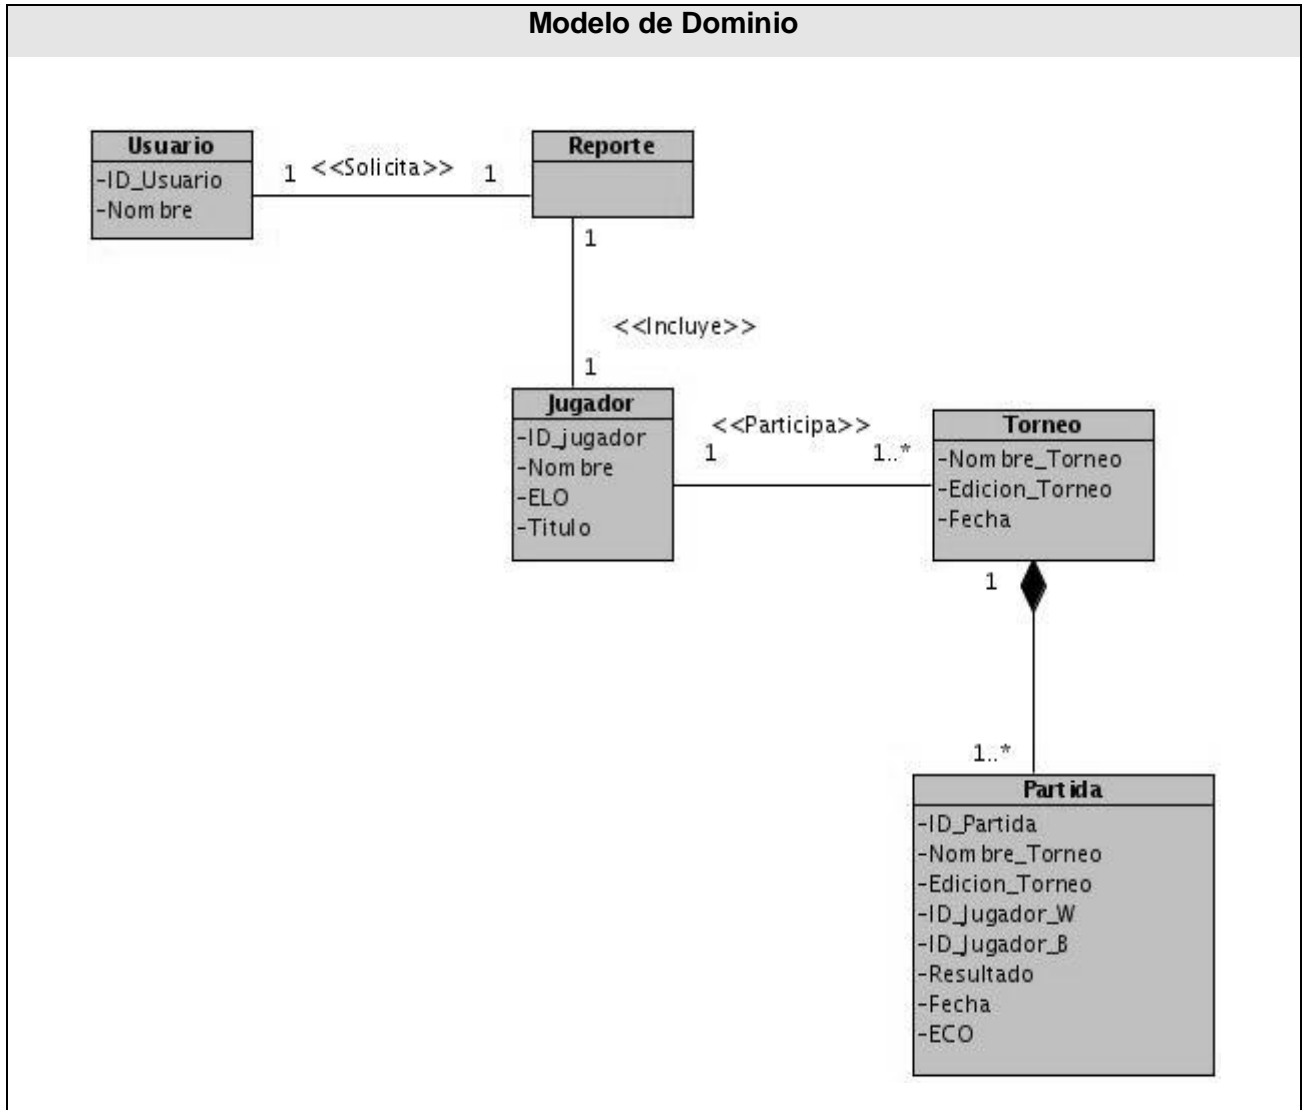 Modelo de Dominio
Usuario
-ID_Usuario
-Nombre
1 <<Solicita>> 1
Reporte
1
<<Incluye>>
1
Jugador
-ID_jugador
-Nombre
-ELO
-Titulo
<<Participa>>
1 1..*
Torneo
-Nombre_Torneo
-Edicion_Torneo
-Fecha
1
1..*
Partida
-ID_Partida
-Nombre_Torneo
-Edicion_Torneo
-ID_Jugador_W
-ID_Jugador_B
-Resultado
-Fecha
-ECO